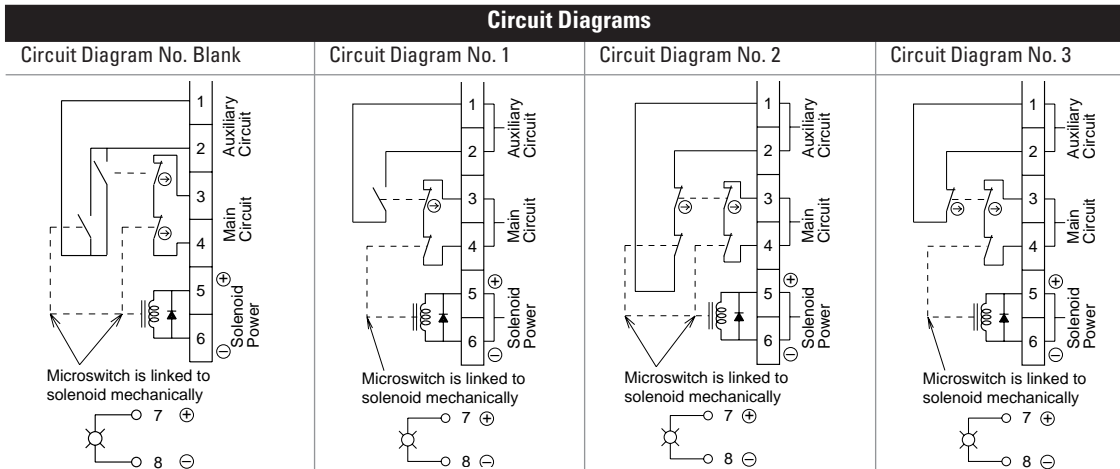 Circuit Diagrams
Circuit Diagram No. Blank
1
2
3
4
5
6
Auxiliary
Circuit
Main
Circuit
⊕
Solenoid
Power
⊖
Microswitch is linked to
solenoid mechanically
7 ⊕
8 ⊖
Circuit Diagram No. 1
1
2
3
4
5
6
Auxiliary
Circuit
Main
Circuit
⊕
Solenoid
Power
⊖
Microswitch is linked to
solenoid mechanically
7 ⊕
8 ⊖
Circuit Diagram No. 2
1
2
3
4
5
6
Auxiliary
Circuit
Main
Circuit
⊕
Solenoid
Power
⊖
Microswitch is linked to
solenoid mechanically
7 ⊕
8 ⊖
Circuit Diagram No. 3
1
2
3
4
5
6
Auxiliary
Circuit
Main
Circuit
⊕
Solenoid
Power
⊖
Microswitch is linked to
solenoid mechanically
7 ⊕
8 ⊖